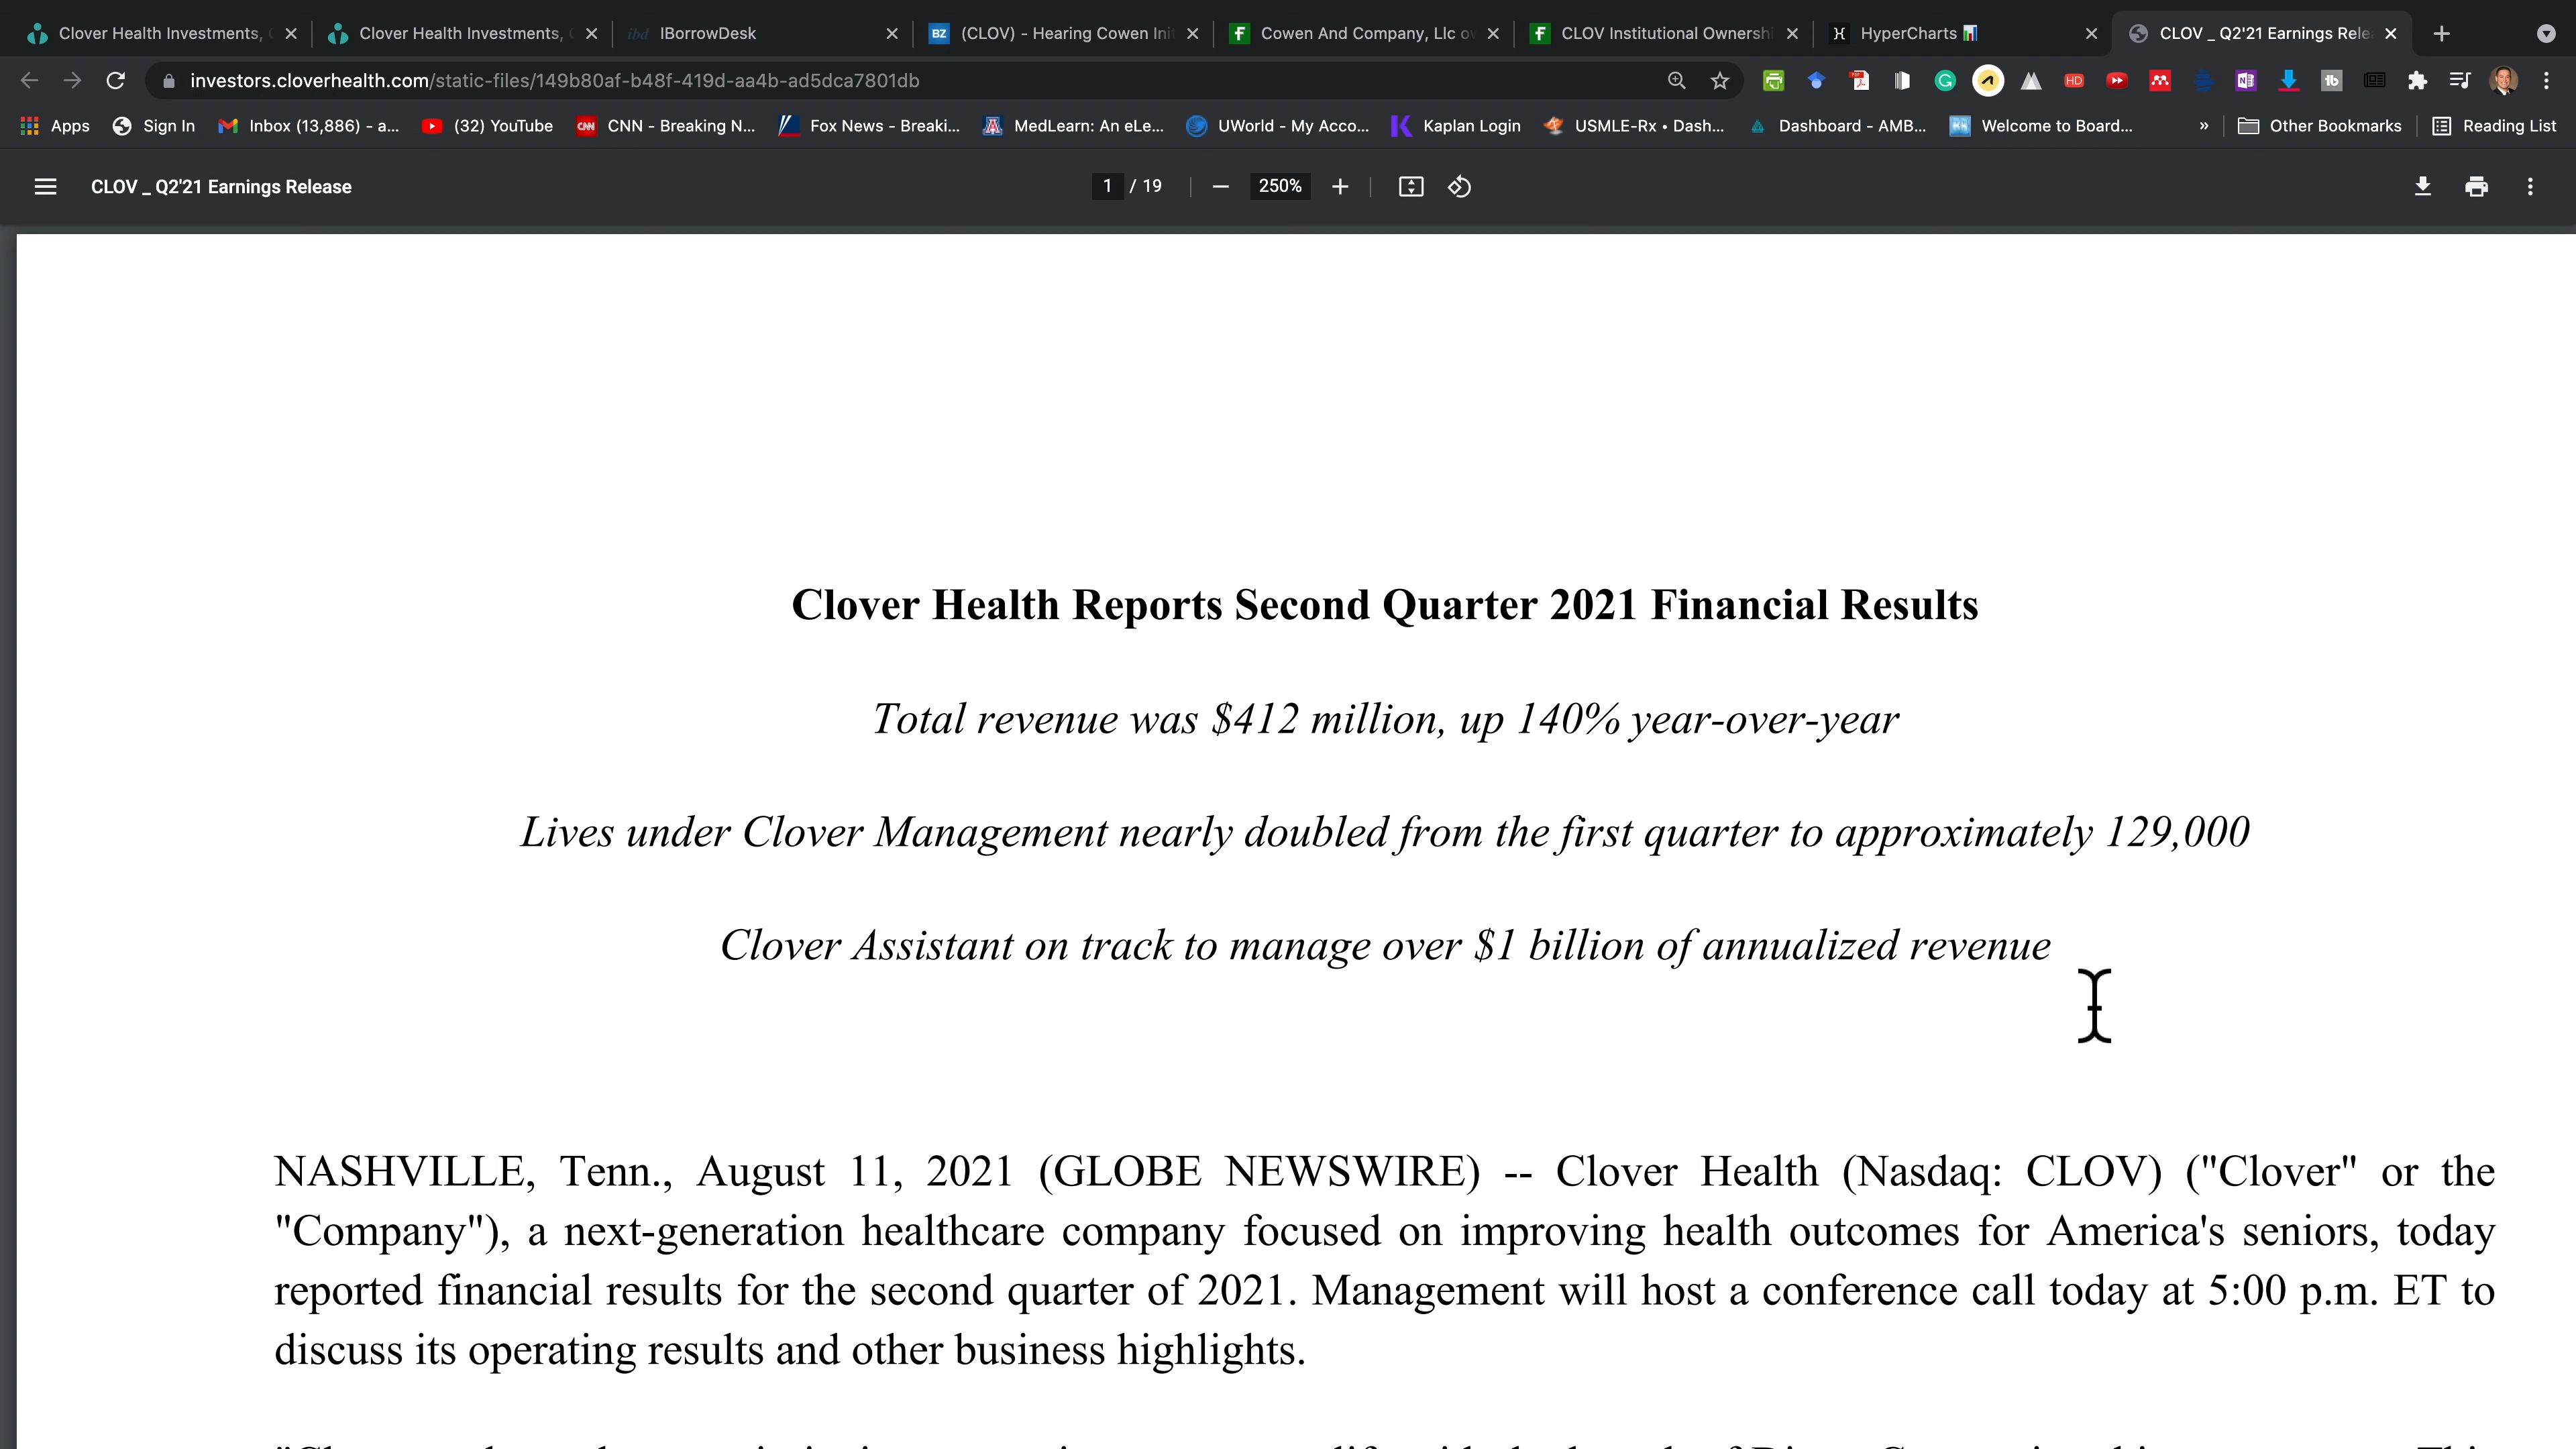 Clover Health Investments,
Clover Health Investments,
ibd IBorrowDesk
BZ (CLOV) - Hearing Cowen Init
F Cowen And Company, Llc o
F CLOV Institutional Ownersh
HyperCharts
CLOV _ Q2'21 Earnings Rele
investors.cloverhealth.com/static-files/149b80af-b48f-419d-aa4b-ad5dca7801db
Apps
Sign In
Inbox (13,886) - a...
(32) YouTube
CNN CNN - Breaking N...
Fox News - Breaki...
MedLearn: An eLe...
UWorld - My Acco...
Kaplan Login
USMLE-Rx • Dash...
Dashboard - AMB...
Welcome to Board...
»
Other Bookmarks
Reading List
CLOV _ Q2'21 Earnings Release
1 / 19
250%
Clover Health Reports Second Quarter 2021 Financial Results
Total revenue was $412 million, up 140% year-over-year
Lives under Clover Management nearly doubled from the first quarter to approximately 129,000
Clover Assistant on track to manage over $1 billion of annualized revenue
NASHVILLE, Tenn., August 11, 2021 (GLOBE NEWSWIRE) -- Clover Health (Nasdaq: CLOV) ("Clover" or the
"Company"), a next-generation healthcare company focused on improving health outcomes for America's seniors, today
reported financial results for the second quarter of 2021. Management will host a conference call today at 5:00 p.m. ET to
discuss its operating results and other business highlights.